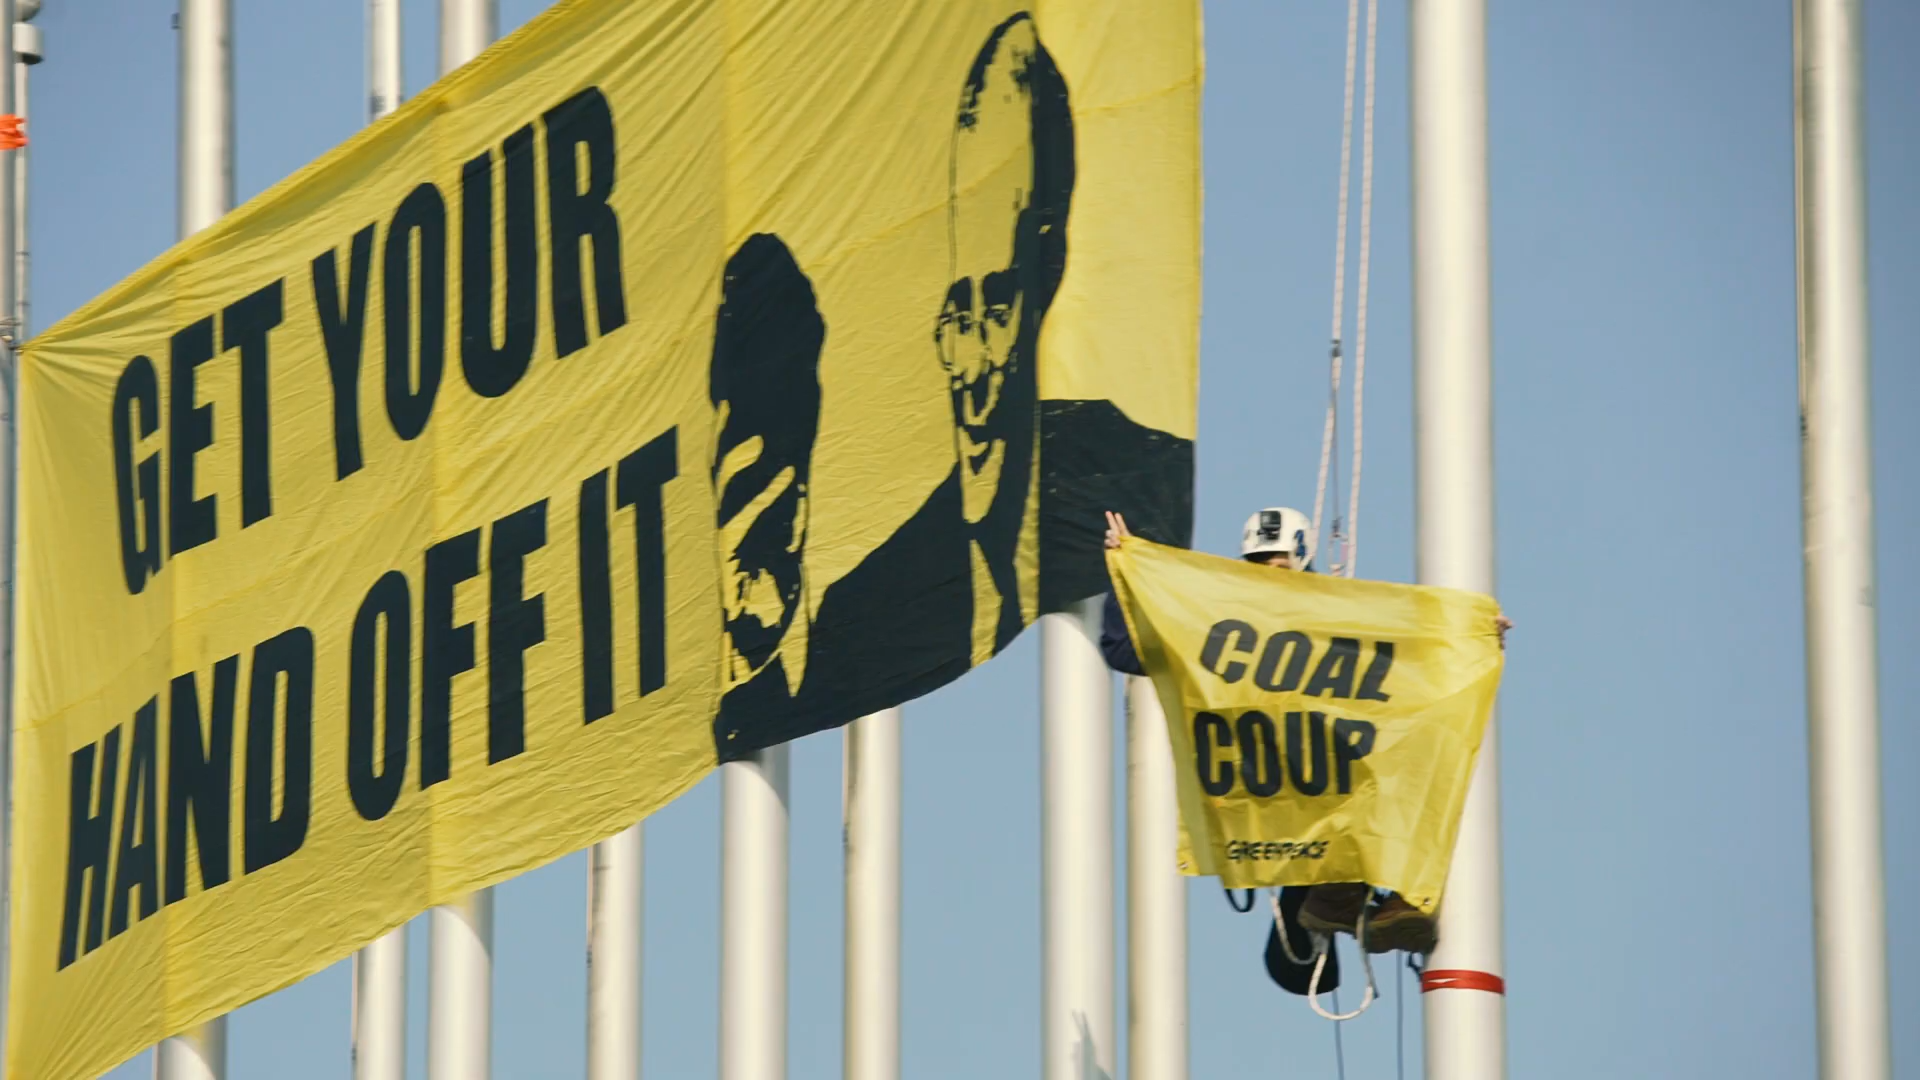 GET YOUR
HAND OFF IT
COAL
COUP
GREENPEACE